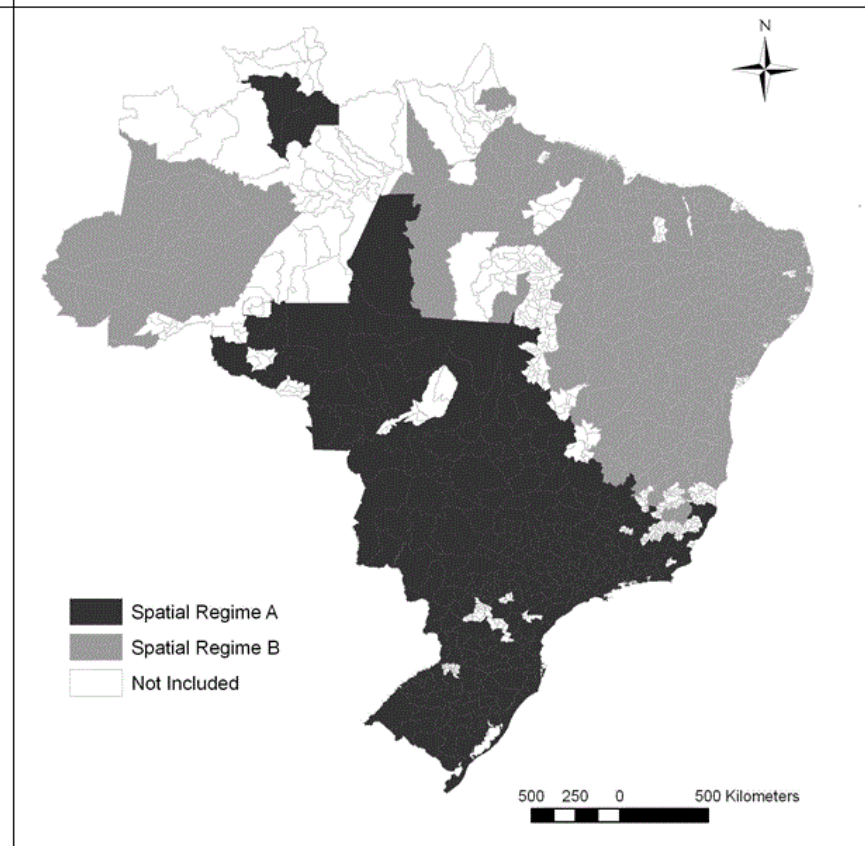 N
Spatial Regime A
Spatial Regime B
Not Included
500 250 0 500 Kilometers